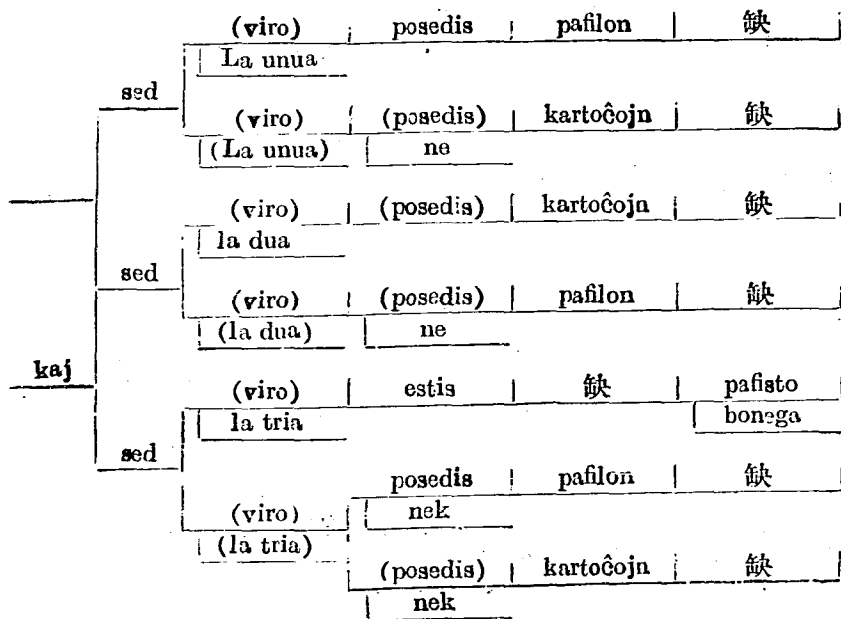 (viro) posedis pafilon 缺
La unua
sed
(viro) (posedis) kartoĉojn 缺
(La unua) ne
(viro) (posedis) kartoĉojn 缺
la dua
sed
(viro) (posedis) pafilon 缺
(la dua) ne
kaj
(viro) estis 缺 pafisto
la tria bonega
sed
posedis pafilon 缺
(viro) nek
(la tria)
(posedis) kartoĉojn 缺
nek